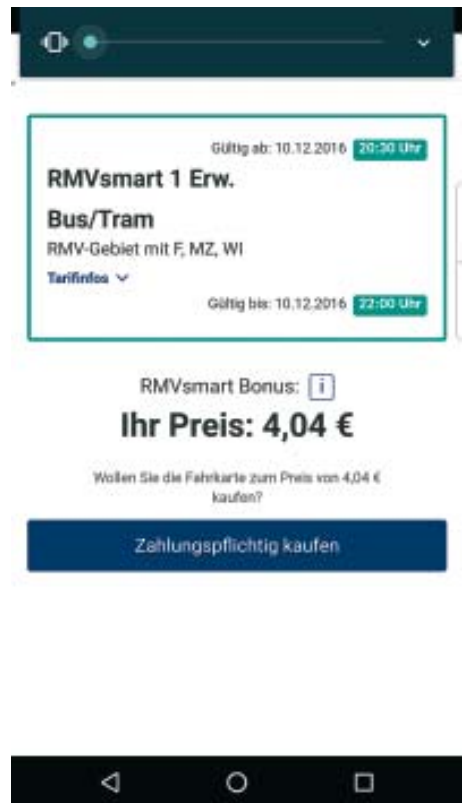 Gültig ab: 10.12.2016 20:30 Uhr
RMVsmart 1 Erw.
Bus/Tram
RMV-Gebiet mit F, MZ, WI
Tarifinfos
Gültig bis: 10.12.2016 22:00 Uhr
RMVsmart Bonus: i
Ihr Preis: 4,04 €
Wollen Sie die Fahrkarte zum Preis von 4,04 €
kaufen?
Zahlungspflichtig kaufen